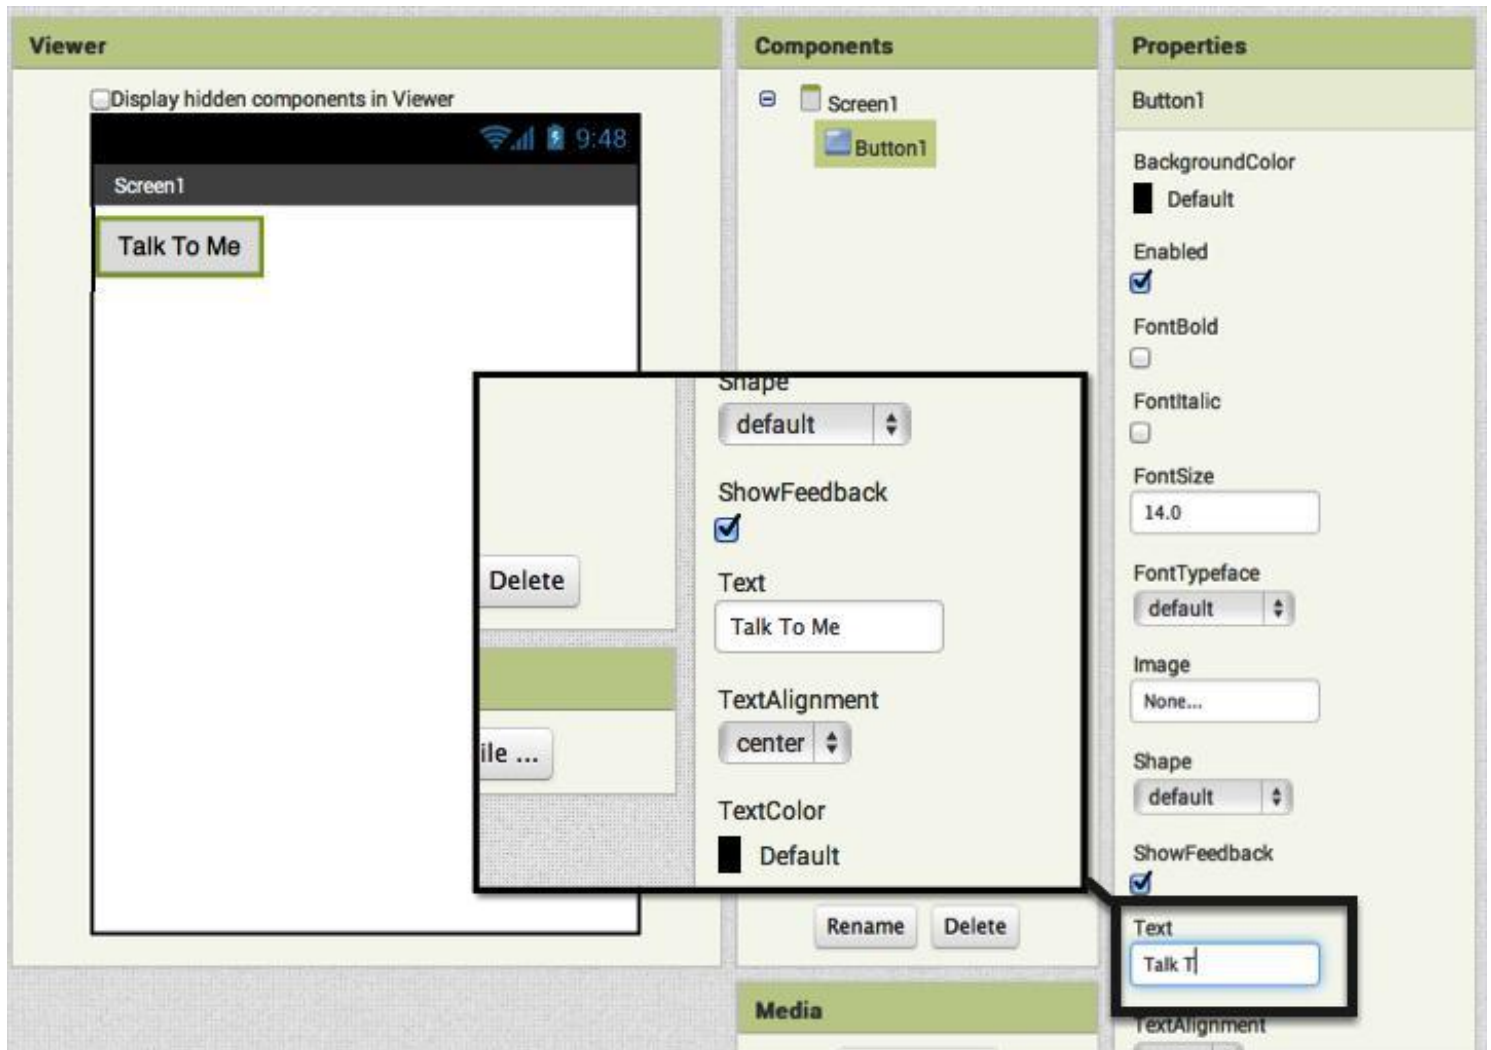 Viewer
Display hidden components in Viewer
9:48
Screen1
Talk To Me
Components
Screen1
Button1
Rename
Delete
Media
Shape
default
ShowFeedback
Delete
Text
Talk To Me
TextAlignment
center
ile ...
TextColor
Default
Properties
Button1
BackgroundColor
Default
Enabled
FontBold
FontItalic
FontSize
14.0
FontTypeface
default
Image
None...
Shape
default
ShowFeedback
Text
Talk T
TextAlignment